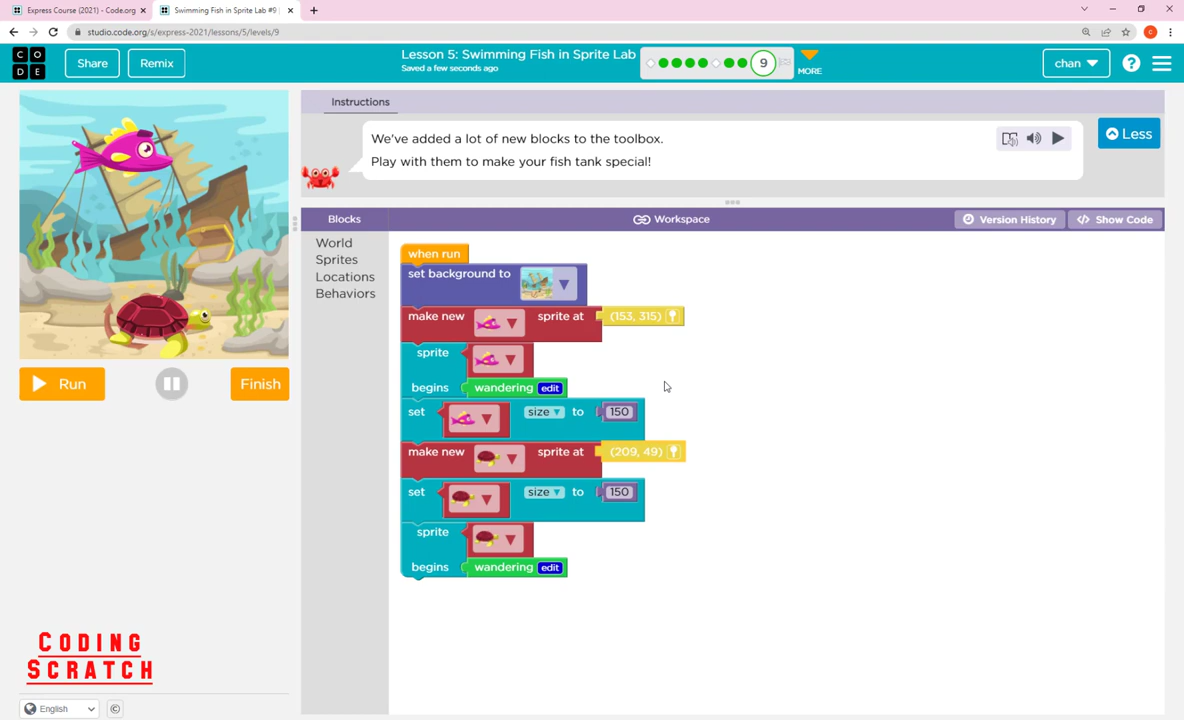 Express Course (2021) - Code.org
Swimming Fish in Sprite Lab #9
studio.code.org/s/express-2021/lessons/5/levels/9
CO
DE
Share
Remix
Lesson 5: Swimming Fish in Sprite Lab
Saved a few seconds ago
9
MORE
chan
?
Instructions
We've added a lot of new blocks to the toolbox.
Play with them to make your fish tank special!
Less
Blocks
Workspace
Version History
</> Show Code
World
Sprites
Locations
Behaviors
when run
set background to
make new sprite at (153, 315)
sprite
begins wandering edit
set size to 150
make new sprite at (209, 49)
set size to 150
sprite
begins wandering edit
Run
Finish
CODING
SCRATCH
English
©